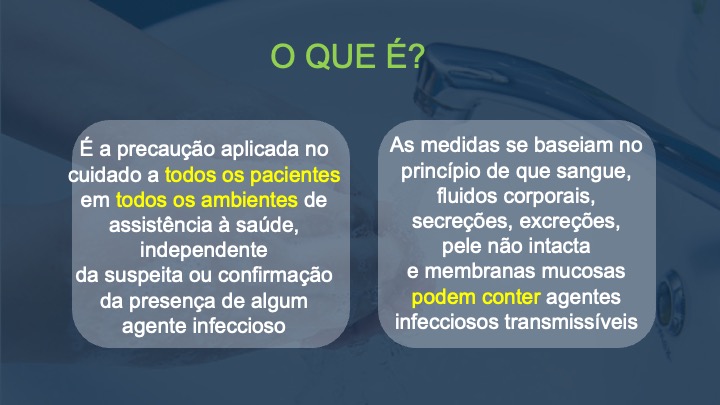 O QUE É?
É a precaução aplicada no
cuidado a todos os pacientes
em todos os ambientes de
assistência à saúde,
independente
da suspeita ou confirmação
da presença de algum
agente infeccioso
As medidas se baseiam no
princípio de que sangue,
fluidos corporais,
secreções, excreções,
pele não intacta
e membranas mucosas
podem conter agentes
infecciosos transmissíveis